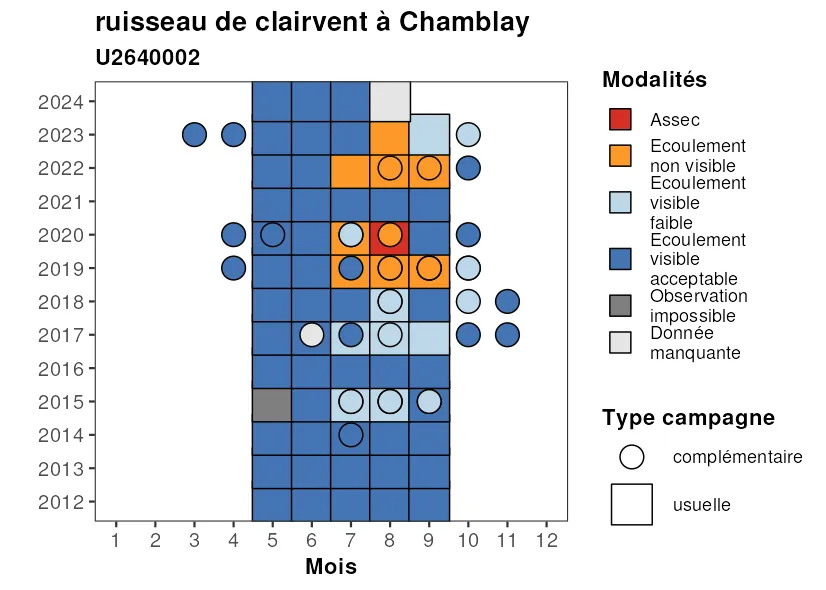 ruisseau de clairvent à Chamblay
U2640002
2024
2023
2022
2021
2020
2019
2018
2017
2016
2015
2014
2013
2012
1 2 3 4 5 6 7 8 9 10 11 12
Mois
Modalités
Assec
Ecoulement
non visible
Ecoulement
visible
faible
Ecoulement
visible
acceptable
Observation
impossible
Donnée
manquante
Type campagne
complémentaire
usuelle